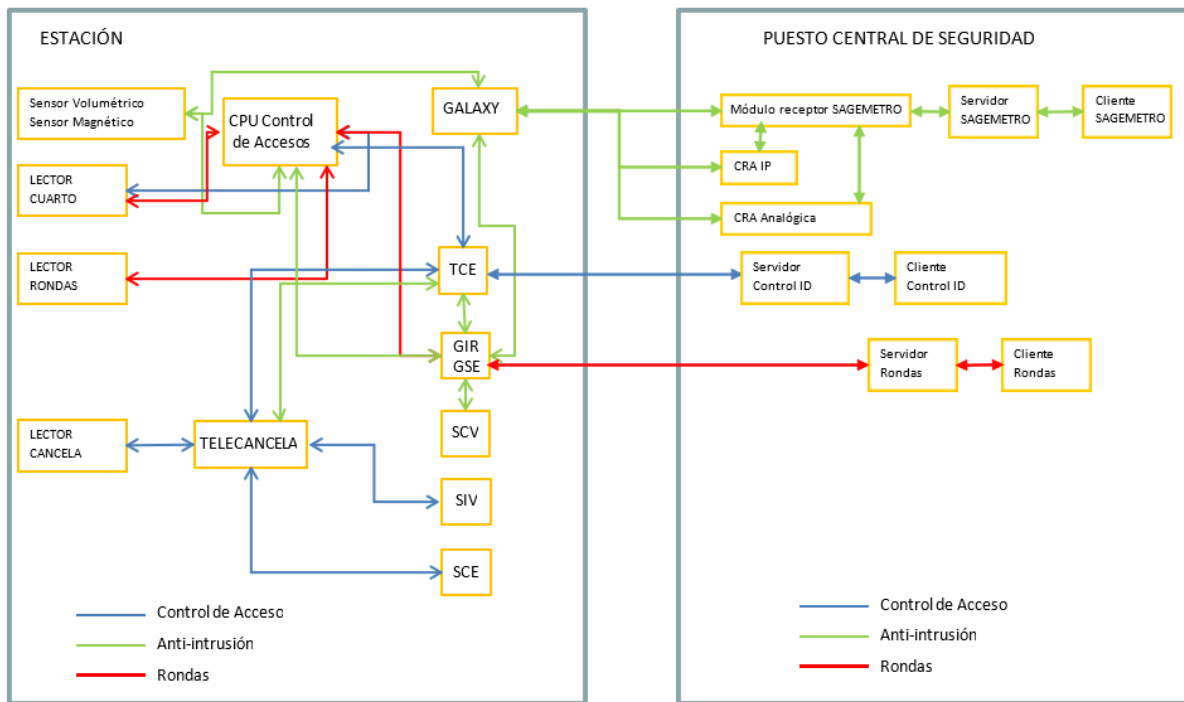 ESTACIÓN
Sensor Volumétrico
Sensor Magnético
CPU Control
de Accesos
GALAXY
LECTOR
CUARTO
LECTOR
RONDAS
TCE
GIR
GSE
LECTOR
CANCELA
TELECANCELA
SCV
SIV
SCE
Control de Acceso
Anti-intrusión
Rondas
PUESTO CENTRAL DE SEGURIDAD
Módulo receptor SAGEMETRO
Servidor
SAGEMETRO
Cliente
SAGEMETRO
CRA IP
CRA Analógica
Servidor
Control ID
Cliente
Control ID
Servidor
Rondas
Cliente
Rondas
Control de Acceso
Anti-intrusión
Rondas